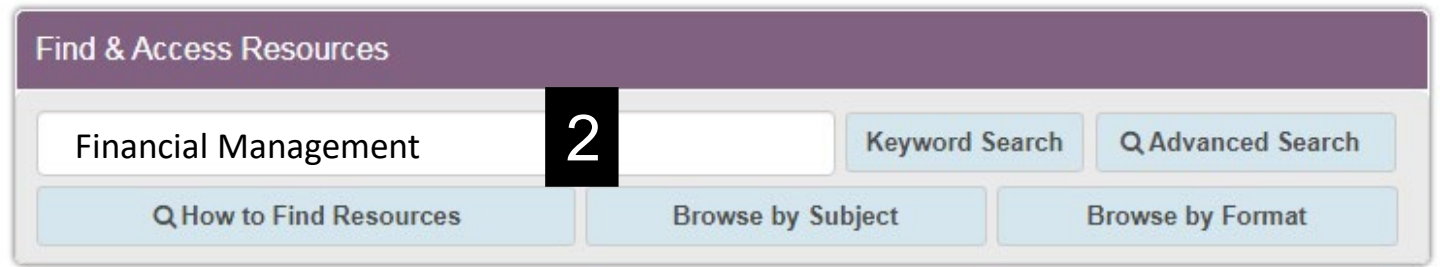 Find & Access Resources
Financial Management 2 Keyword Search Advanced Search
How to Find Resources Browse by Subject Browse by Format